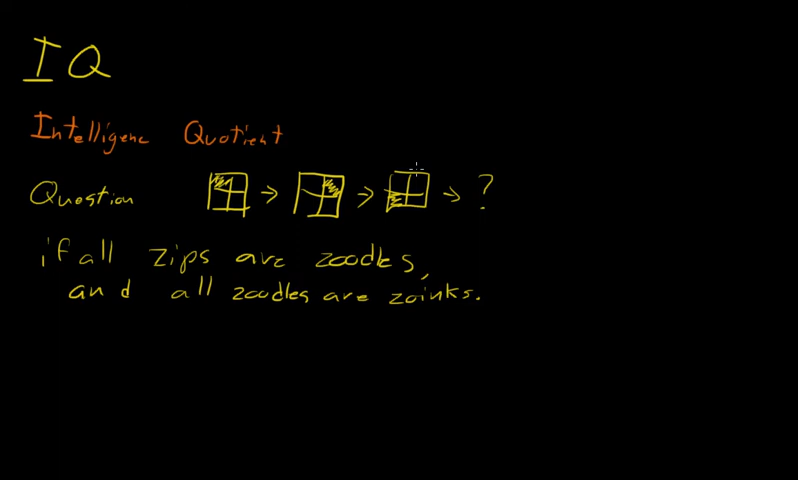 IQ
Intelligenc Quotient
Question → → → ?
if all zips are zoodles,
and all zoodles are zoinks.